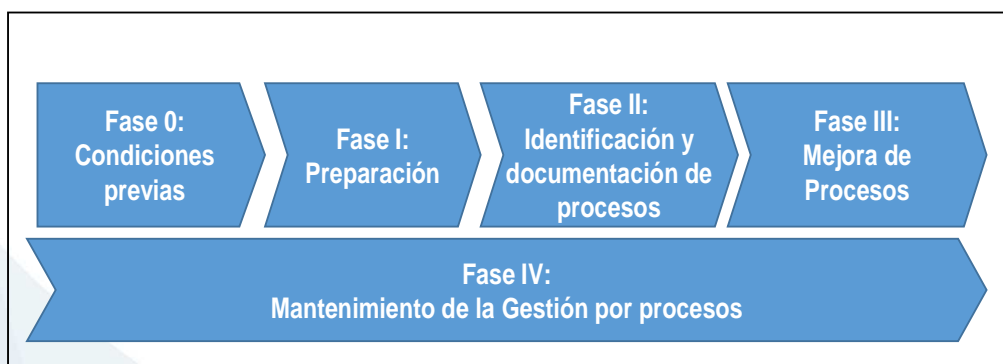 Fase 0:
Condiciones
previas
Fase I:
Preparación
Fase II:
Identificación y
documentación de
procesos
Fase III:
Mejora de
Procesos
Fase IV:
Mantenimiento de la Gestión por procesos